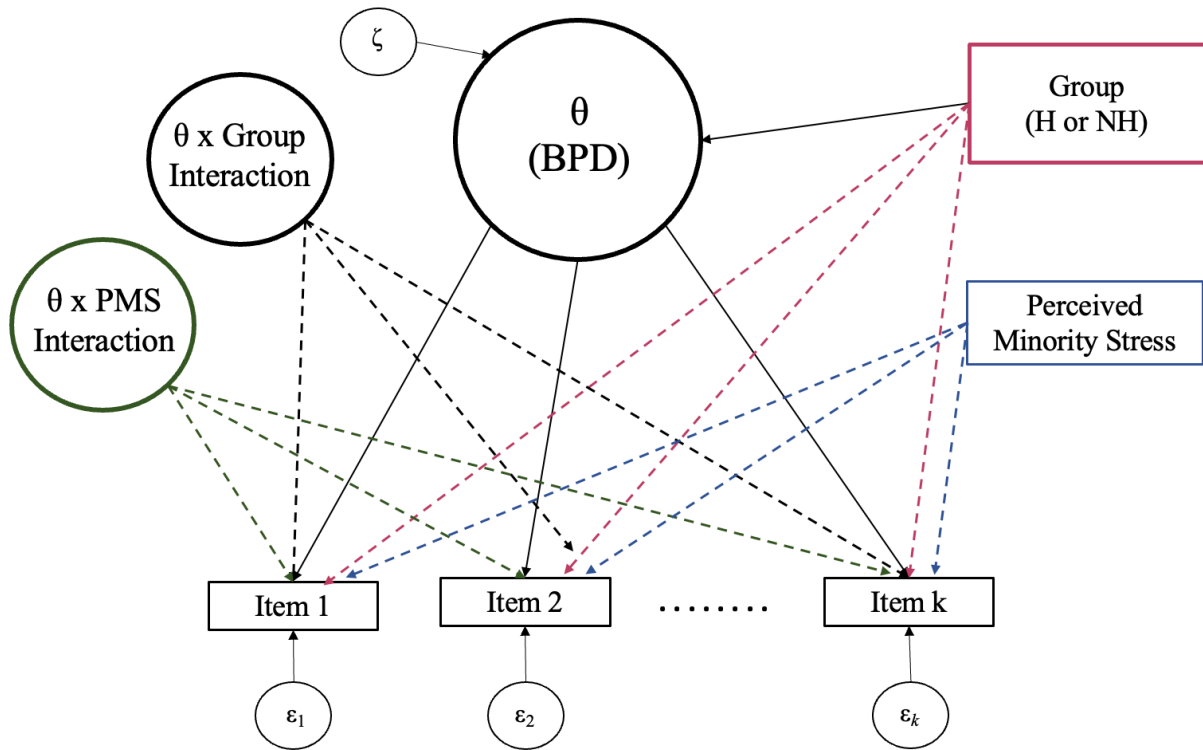 ζ
θ
(BPD)
Group
(H or NH)
θ x Group
Interaction
θ x PMS
Interaction
Perceived
Minority Stress
Item 1
Item 2
........
Item k
ε₁
ε₂
εₖ